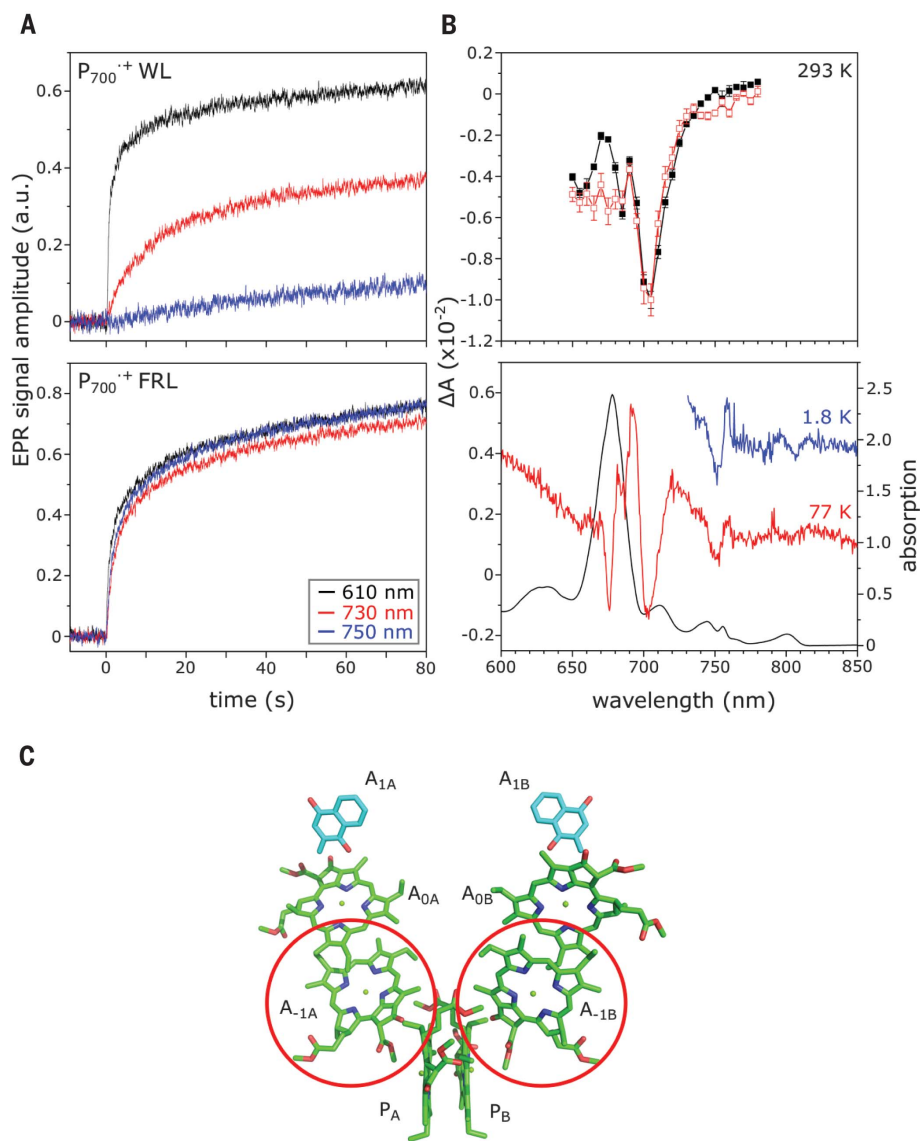 A
B
P700·+ WL
0.6
0.4
0.2
0
P700·+ FRL
0.8
0.6
0.4
0.2
0
EPR signal amplitude (a.u.)
610 nm
730 nm
750 nm
0 20 40 60 80
time (s)
293 K
0.2
0
-0.2
-0.4
-0.6
-0.8
-1.0
-1.2
ΔA (x10-2)
0.6
0.4
0.2
0
-0.2
1.8 K
77 K
2.5
2.0
1.5
1.0
0.5
0
absorption
600 650 700 750 800 850
wavelength (nm)
C
A1A A1B
A0A A0B
A-1A A-1B
PA PB